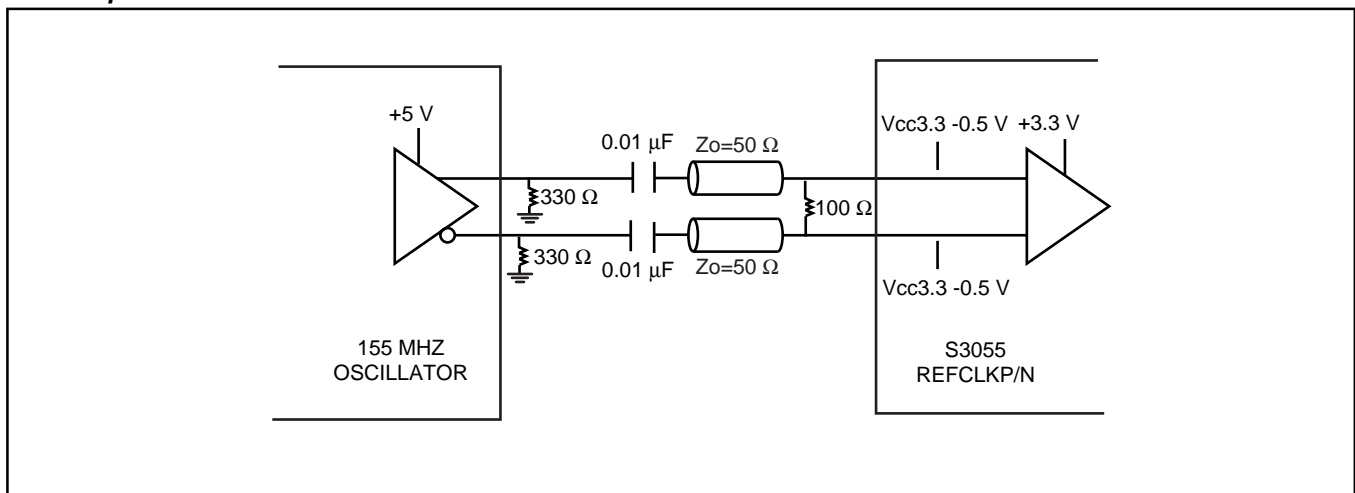 +5 V
0.01 µF
Zo=50 Ω
Vcc3.3 -0.5 V
+3.3 V
330 Ω
100 Ω
330 Ω
0.01 µF
Zo=50 Ω
Vcc3.3 -0.5 V
155 MHZ
OSCILLATOR
S3055
REFCLKP/N